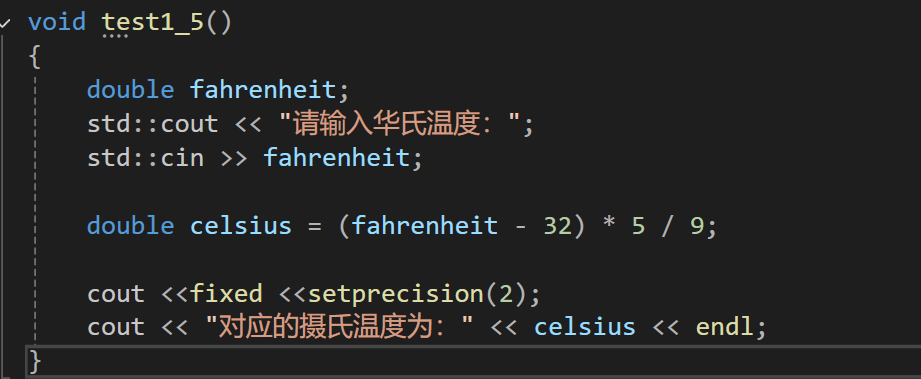 void test1_5()
{
    double fahrenheit;
    std::cout << "请输入华氏温度：";
    std::cin >> fahrenheit;

    double celsius = (fahrenheit - 32) * 5 / 9;

    cout <<fixed <<setprecision(2);
    cout << "对应的摄氏温度为：" << celsius << endl;
}